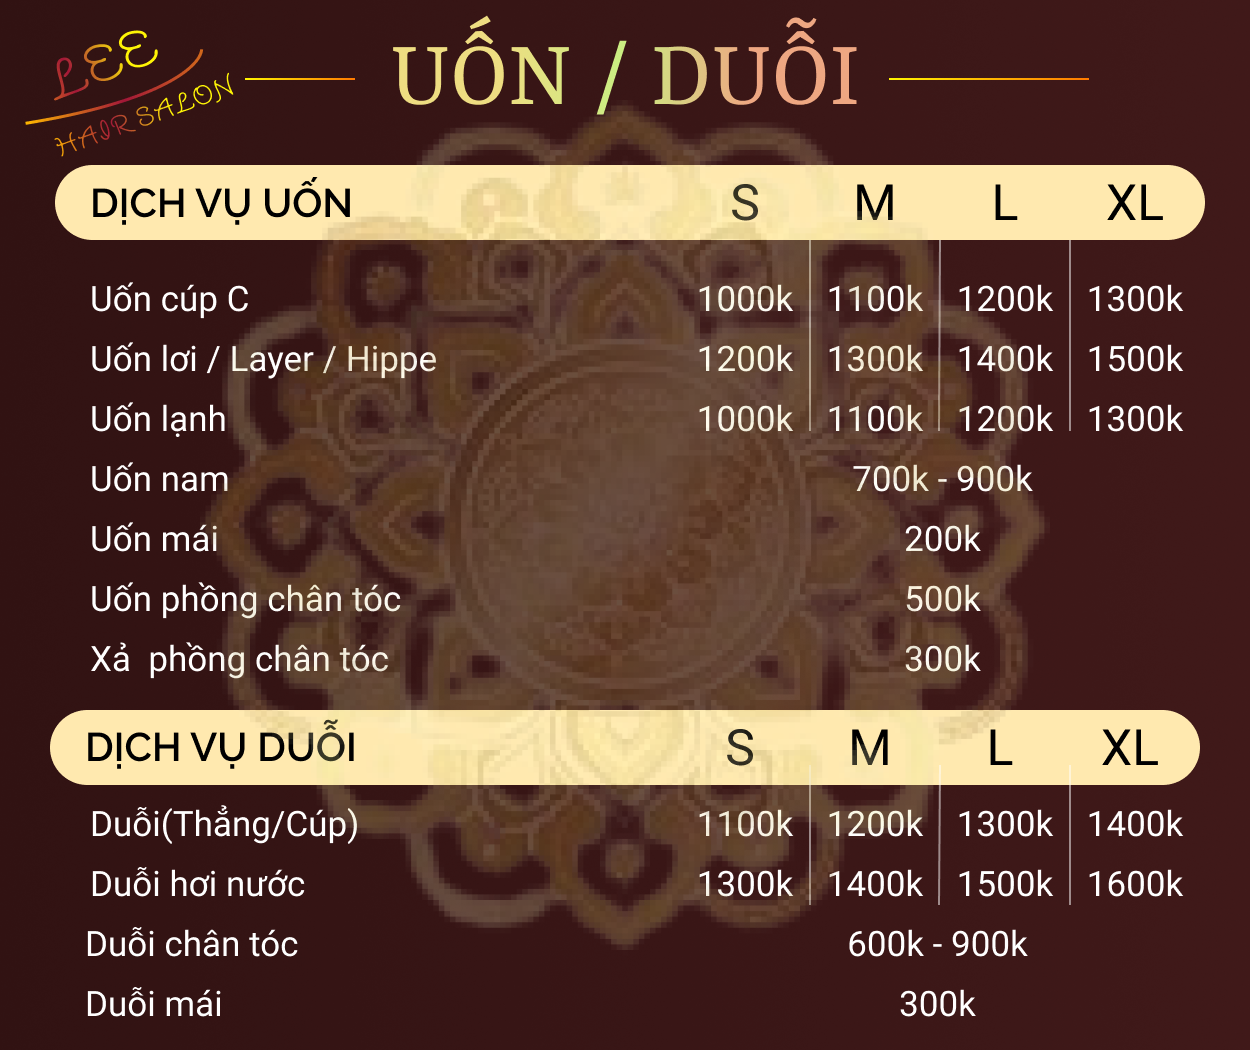 LEE
HAIR SALON
UỐN / DUỖI
DỊCH VỤ UỐN S M L XL
Uốn cúp C 1000k 1100k 1200k 1300k
Uốn lơi / Layer / Hippe 1200k 1300k 1400k 1500k
Uốn lạnh 1000k 1100k 1200k 1300k
Uốn nam 700k - 900k
Uốn mái 200k
Uốn phồng chân tóc 500k
Xả phồng chân tóc 300k
DỊCH VỤ DUỖI S M L XL
Duỗi(Thẳng/Cúp) 1100k 1200k 1300k 1400k
Duỗi hơi nước 1300k 1400k 1500k 1600k
Duỗi chân tóc 600k - 900k
Duỗi mái 300k